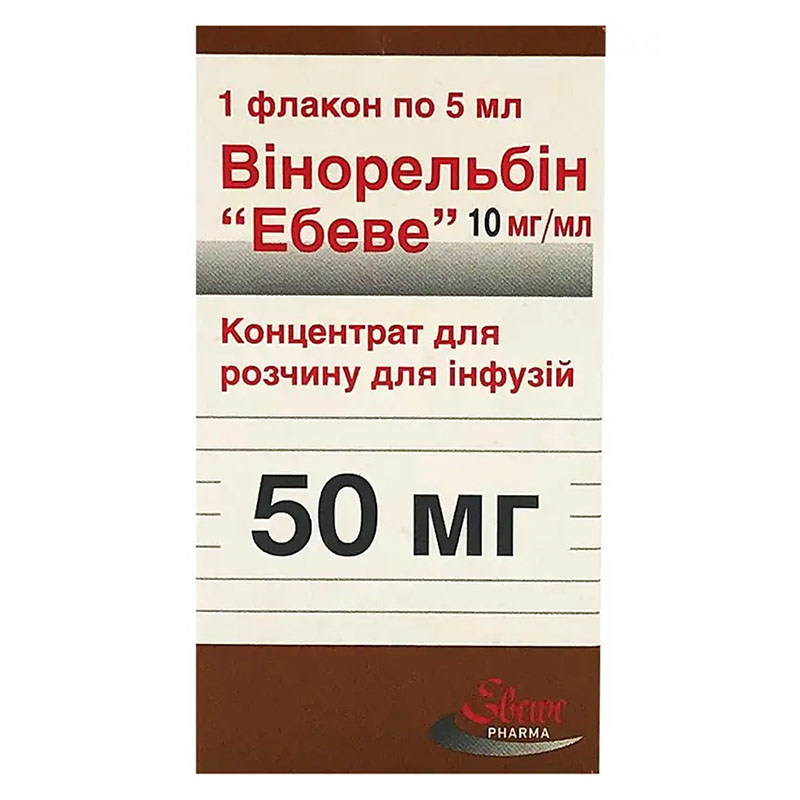 1 флакон по 5 мл
Вінорельбін
“Ебеве” 10 мг/мл
Концентрат для
розчину для інфузій
50 мг
Ebewe
PHARMA